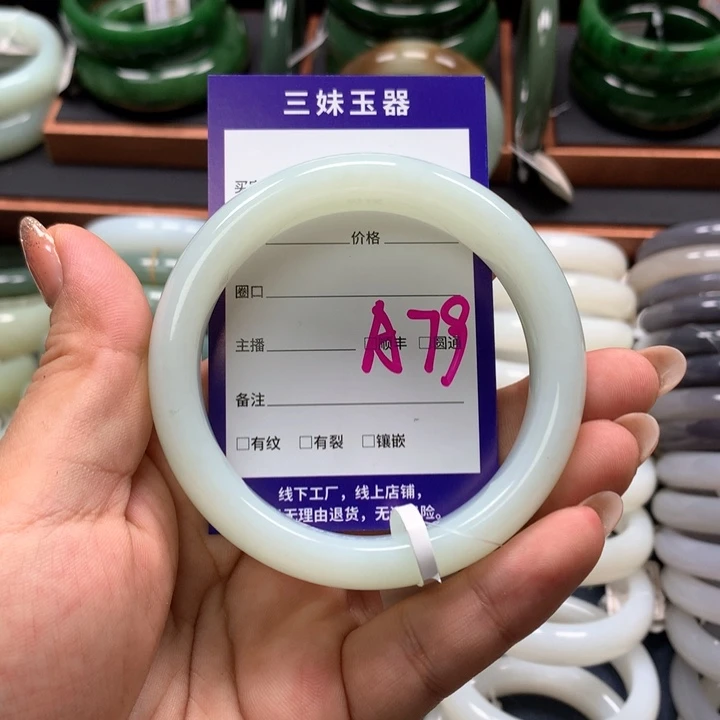 三妹玉器
价格
圈口
主播 □顺丰 □圆通
A79
备注
□有纹 □有裂 □镶嵌
线下工厂，线上店铺，
无理由退货，无 险。